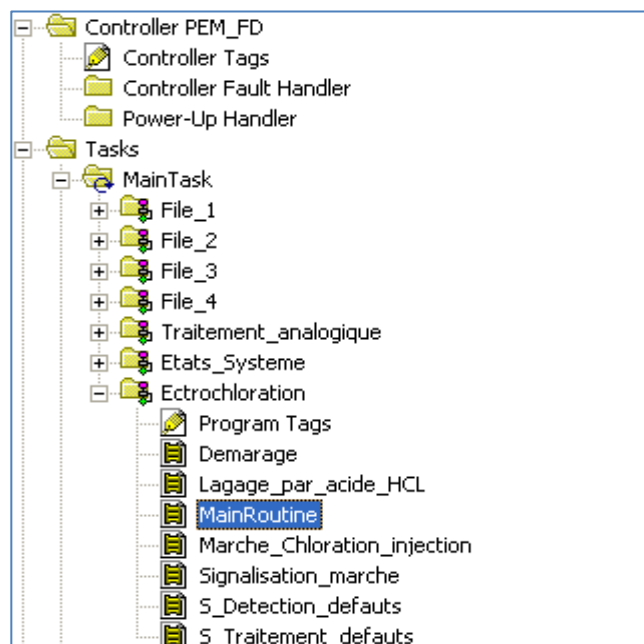 Controller PEM_FD
Controller Tags
Controller Fault Handler
Power-Up Handler
Tasks
MainTask
File_1
File_2
File_3
File_4
Traitement_analogique
Etats_Systeme
Ectrochloration
Program Tags
Demarage
Lagage_par_acide_HCL
MainRoutine
Marche_Chloration_injection
Signalisation_marche
S_Detection_defauts
S_Traitement_defauts